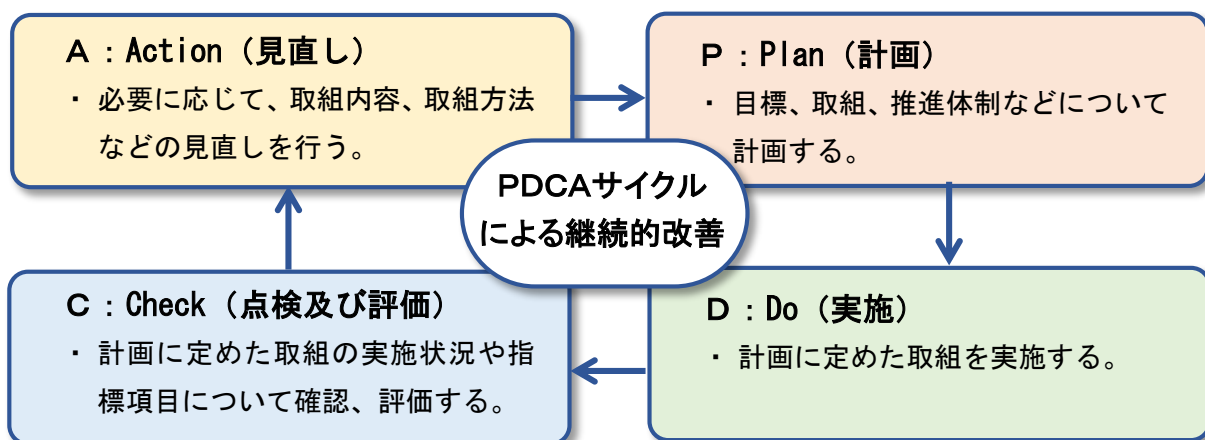 A：Action（見直し）
・ 必要に応じて、取組内容、取組方法
などの見直しを行う。
P：Plan（計画）
・ 目標、取組、推進体制などについて
計画する。
PDCAサイクル
による継続的改善
C：Check（点検及び評価）
・ 計画に定めた取組の実施状況や指
標項目について確認、評価する。
D：Do（実施）
・ 計画に定めた取組を実施する。